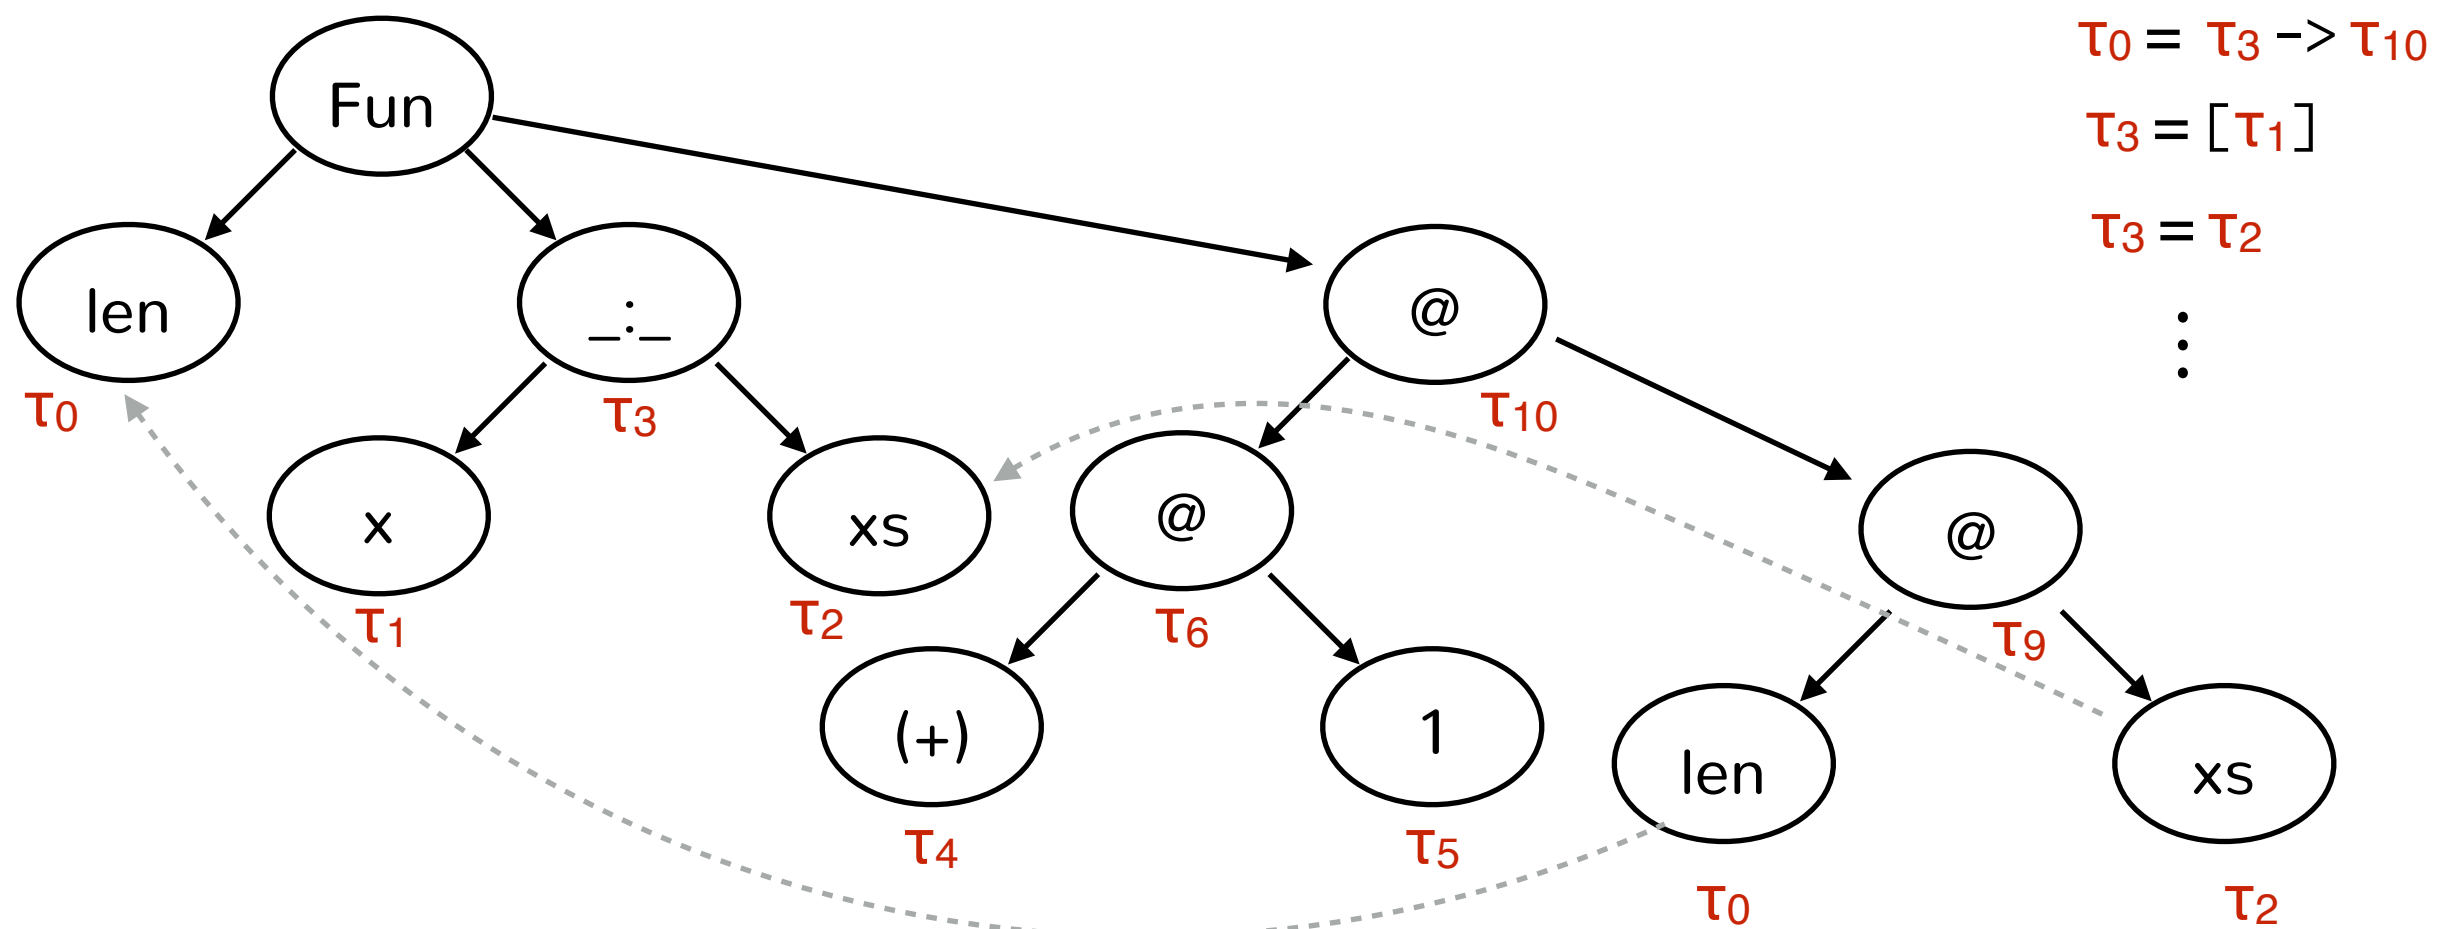 Fun
τ0 = τ3 -> τ10
τ3 = [τ1]
τ3 = τ2
⋮
len
_:_
@
τ0
τ3
τ10
x
xs
@
@
τ1
τ2
τ6
τ9
(+)
1
len
xs
τ4
τ5
τ0
τ2